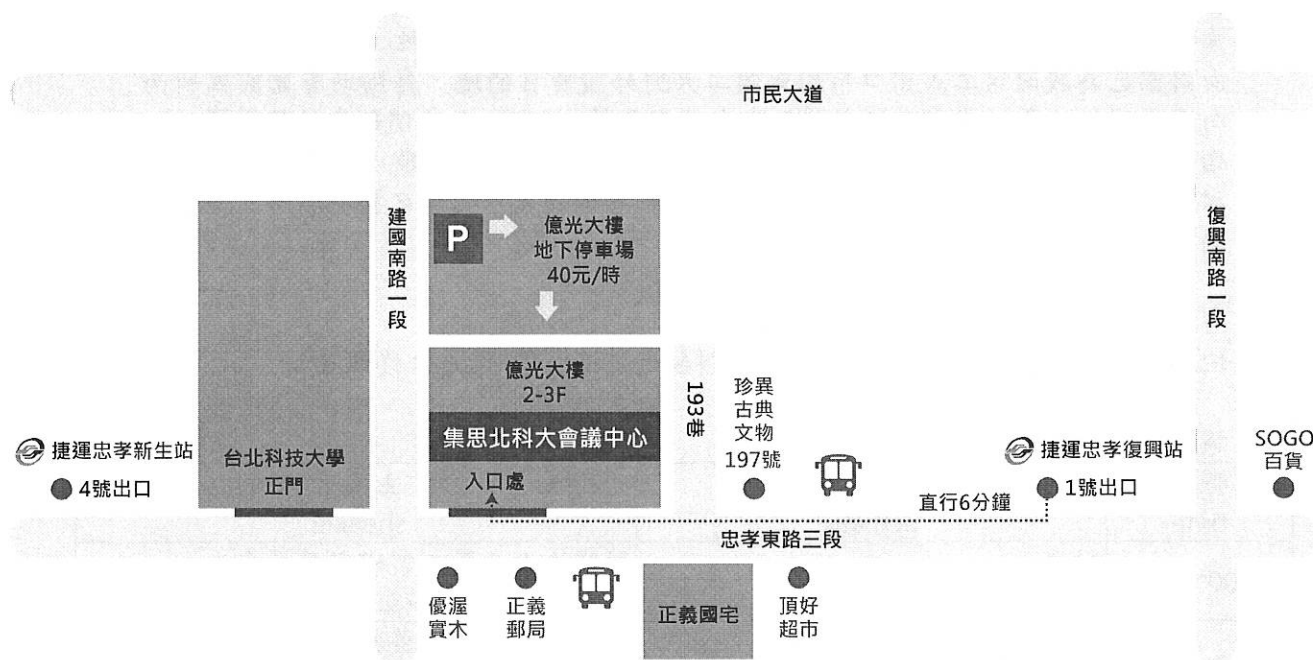 市民大道
建國南路一段
復興南路一段
P
億光大樓
地下停車場
40元/時
億光大樓
2-3F
集思北科大會議中心
入口處
193巷
珍異
古典
文物
197號
捷運忠孝新生站
4號出口
台北科技大學
正門
捷運忠孝復興站
1號出口
直行6分鐘
SOGO
百貨
忠孝東路三段
優渥
實木
正義
郵局
正義國宅
頂好
超市